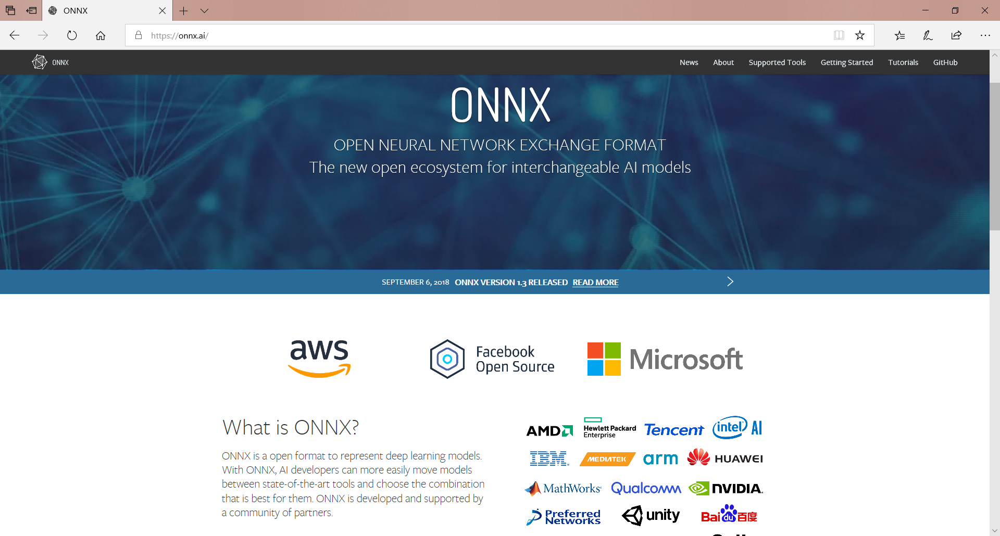 ONNX
https://onnx.ai/
ONNX
News About Supported Tools Getting Started Tutorials GitHub
ONNX
OPEN NEURAL NETWORK EXCHANGE FORMAT
The new open ecosystem for interchangeable AI models
SEPTEMBER 6, 2018 ONNX VERSION 1.3 RELEASED READ MORE
aws
Facebook
Open Source
Microsoft
What is ONNX?
ONNX is a open format to represent deep learning models.
With ONNX, AI developers can more easily move models
between state-of-the-art tools and choose the combination
that is best for them. ONNX is developed and supported by
a community of partners.
AMD
Hewlett Packard
Enterprise
Tencent
intel AI
IBM
MEDIATEK
arm
HUAWEI
MathWorks
Qualcomm
NVIDIA
Preferred
Networks
unity
Baidu百度